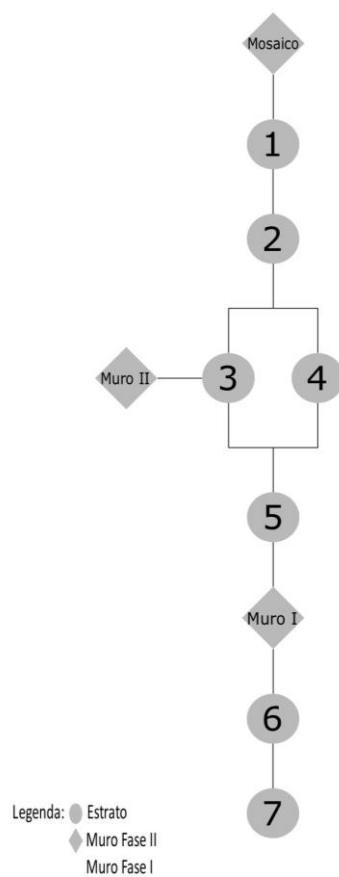 Mosaico
1
2
Muro II
3
4
5
Muro I
6
7
Legenda: Estrato
Muro Fase II
Muro Fase I